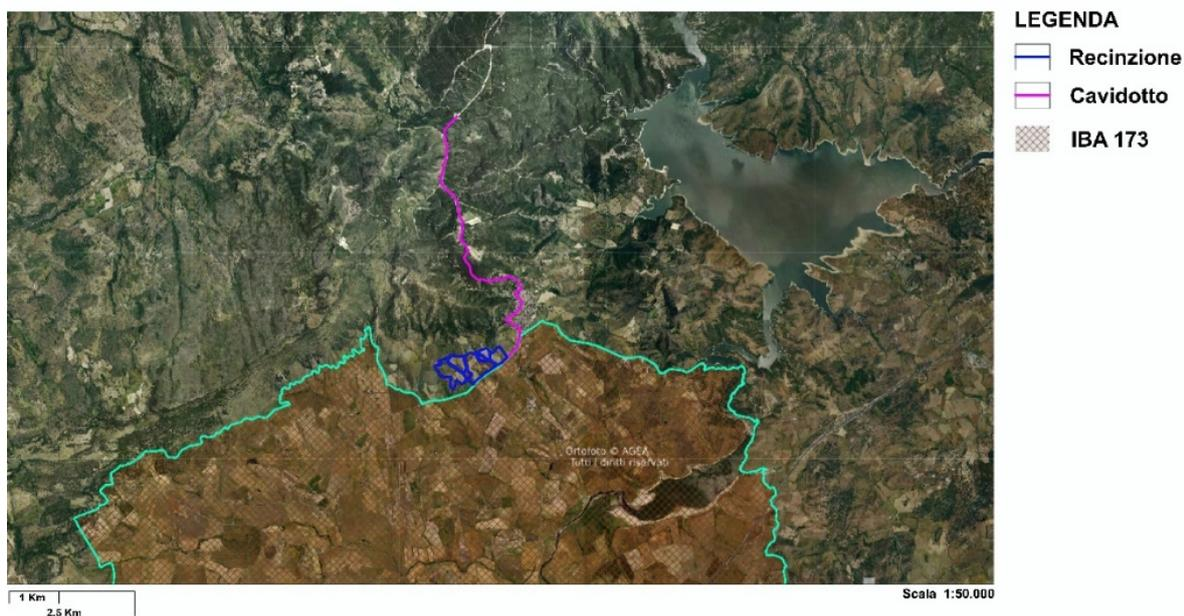 LEGENDA
Recinzione
Cavidotto
IBA 173
Ortofoto © AGEA
Tutti i diritti riservati
1 Km
2.5 Km
Scala 1:50.000